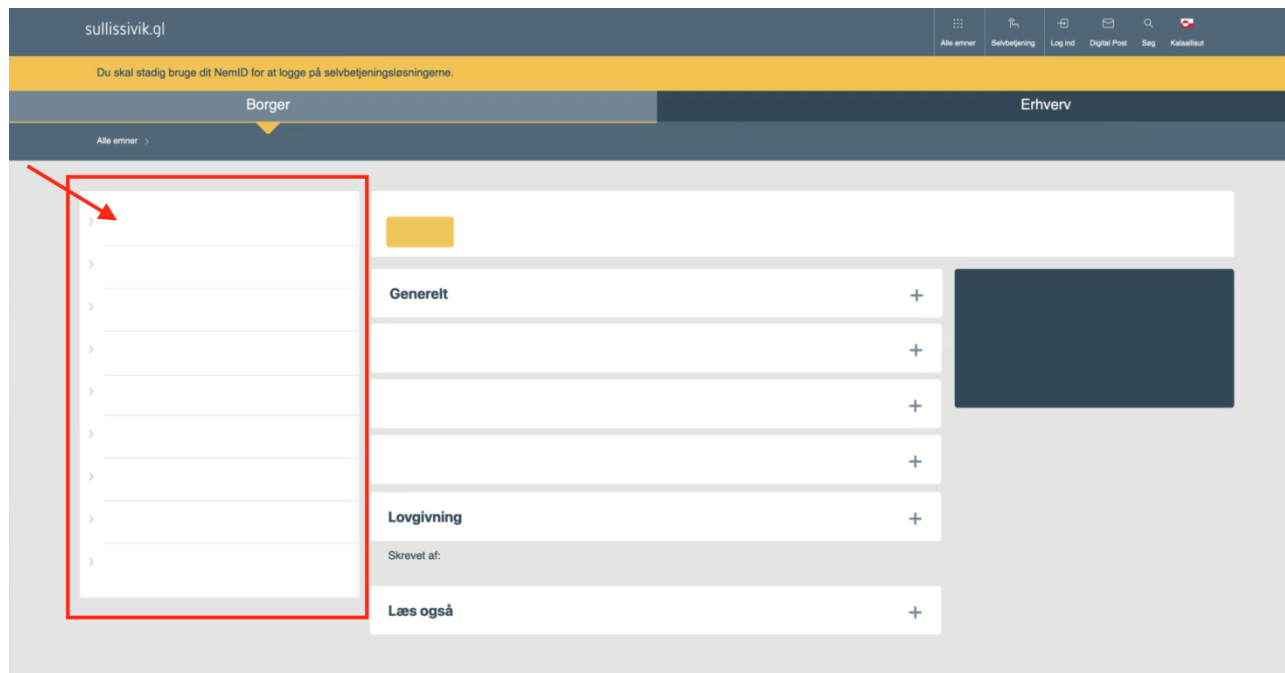 sullissivik.gl
Alle emner
Selvbetjening
Log ind
Digital Post
Søg
Kalaallisut
Du skal stadig bruge dit NemID for at logge på selvbetjeningsløsningerne.
Borger
Erhverv
Alle emner
Generelt
Lovgivning
Skrevet af:
Læs også